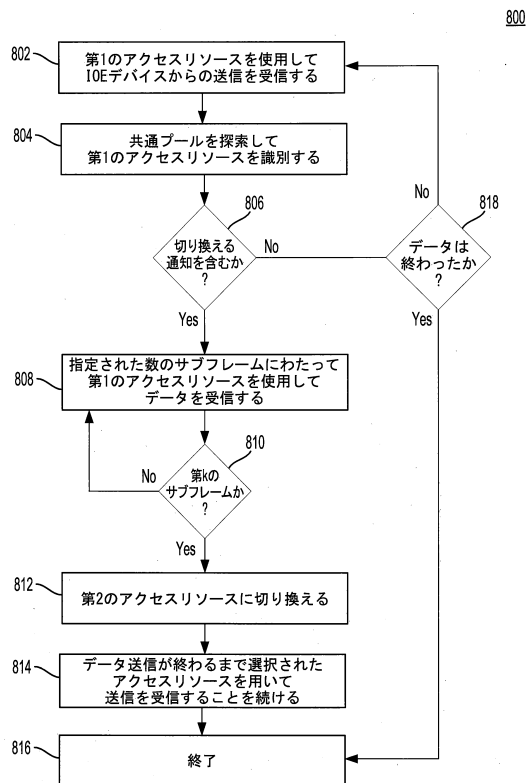 800
802
第1のアクセスリソースを使用して
IOEデバイスからの送信を受信する
804
共通プールを探索して
第1のアクセスリソースを識別する
806
切り換える
通知を含むか
?
No
Yes
818
データは
終わったか
?
No
Yes
808
指定された数のサブフレームにわたって
第1のアクセスリソースを使用して
データを受信する
810
第kの
サブフレームか
?
No
Yes
812
第2のアクセスリソースに切り換える
814
データ送信が終わるまで選択された
アクセスリソースを用いて
送信を受信することを続ける
816
終了